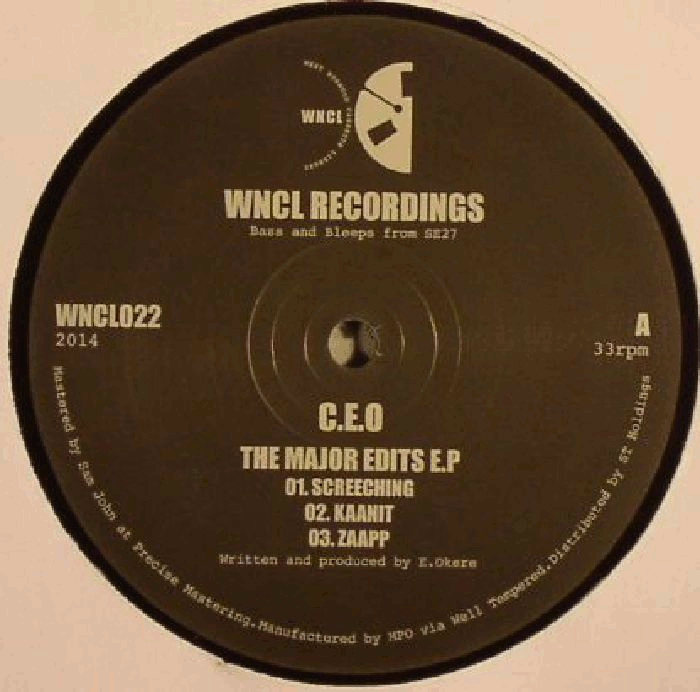 WNCL
WNCL RECORDINGS
Bass and Bleeps from SE27
WNCL022
2014
A
33rpm
C.E.O
THE MAJOR EDITS E.P
01. SCREECHING
02. KAANIT
03. ZAAPP
Written and produced by E.Okere
Mastered by Sam John at Precise Mastering.Manufactured by MPO via Well Tempered.Distributed by ST Holdings